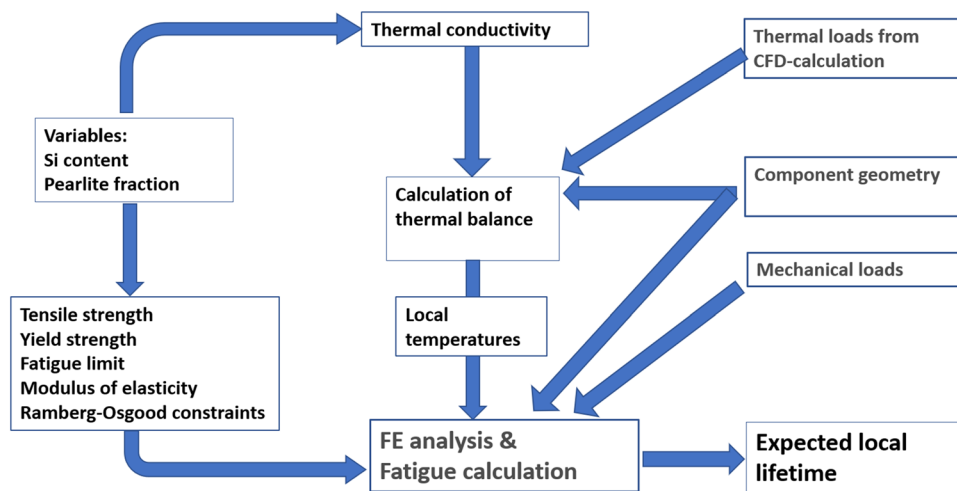 Thermal conductivity
Thermal loads from
CFD-calculation
Variables:
Si content
Pearlite fraction
Calculation of
thermal balance
Component geometry
Mechanical loads
Tensile strength
Yield strength
Fatigue limit
Modulus of elasticity
Ramberg-Osgood constraints
Local
temperatures
FE analysis &
Fatigue calculation
Expected local
lifetime